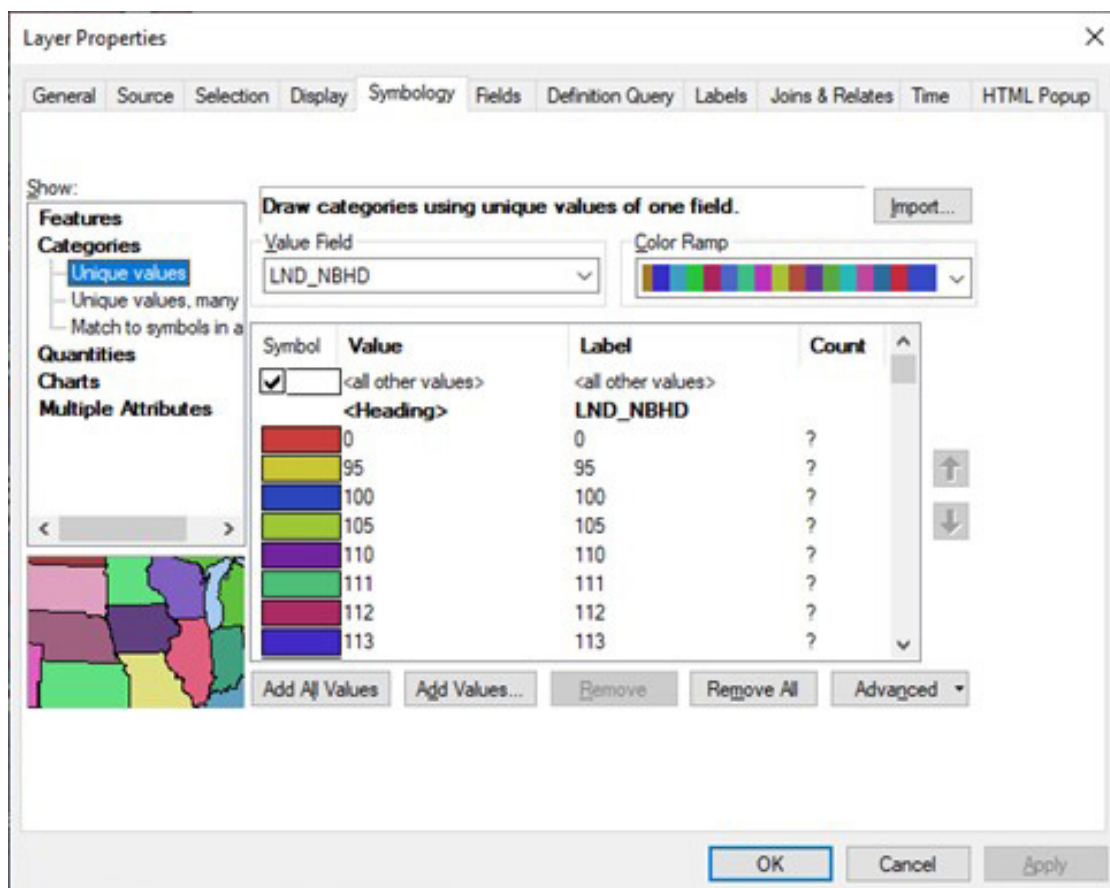 Layer Properties
General Source Selection Display Symbology Fields Definition Query Labels Joins & Relates Time HTML Popup
Show:
Features
Categories
Unique values
Unique values, many
Match to symbols in a
Quantities
Charts
Multiple Attributes
Draw categories using unique values of one field.
Import...
Value Field
LND_NBHD
Color Ramp
Symbol Value Label Count
<all other values> <all other values>
<Heading> LND_NBHD
0 0 ?
95 95 ?
100 100 ?
105 105 ?
110 110 ?
111 111 ?
112 112 ?
113 113 ?
Add All Values Add Values... Remove Remove All Advanced
OK Cancel Apply